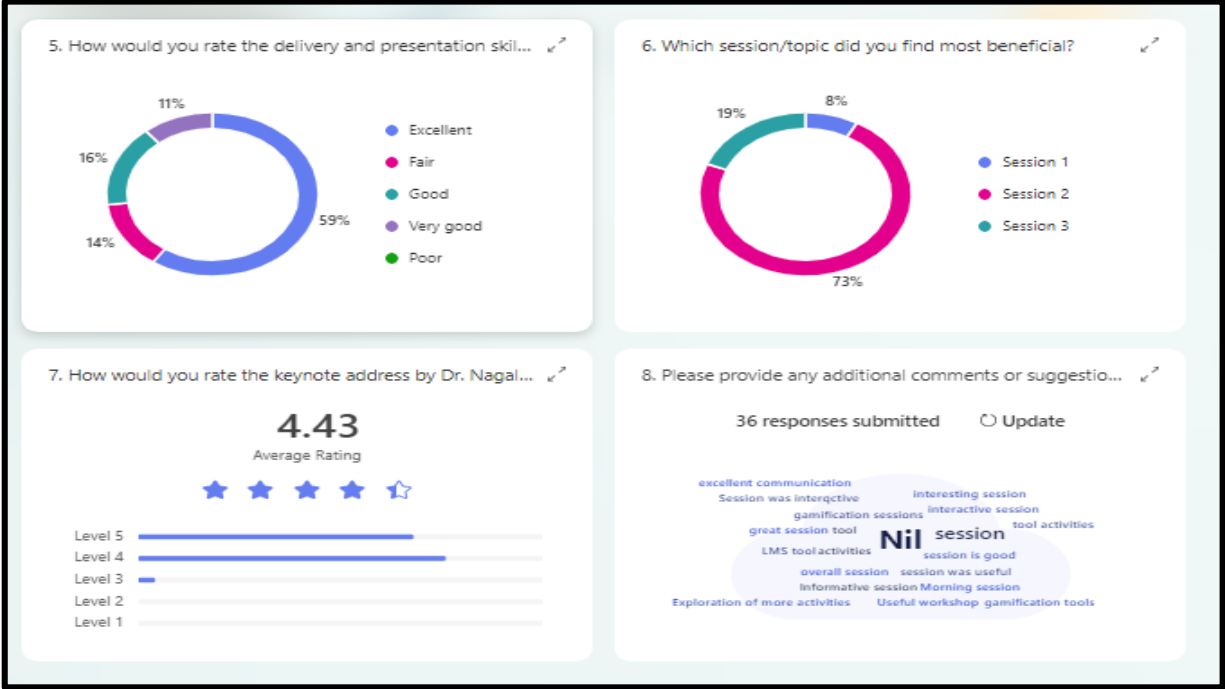 5. How would you rate the delivery and presentation skil...
11%
16%
14%
59%
Excellent
Fair
Good
Very good
Poor
6. Which session/topic did you find most beneficial?
8%
19%
73%
Session 1
Session 2
Session 3
7. How would you rate the keynote address by Dr. Nagal...
4.43
Average Rating
Level 5
Level 4
Level 3
Level 2
Level 1
8. Please provide any additional comments or suggestio...
36 responses submitted
Update
excellent communication
Session was interqctive
interesting session
gamification sessions
interactive session
great session tool
tool activities
Nil
session
LMS tool activities
session is good
overall session
session was useful
Informative session
Morning session
Exploration of more activities
Useful workshop
gamification tools